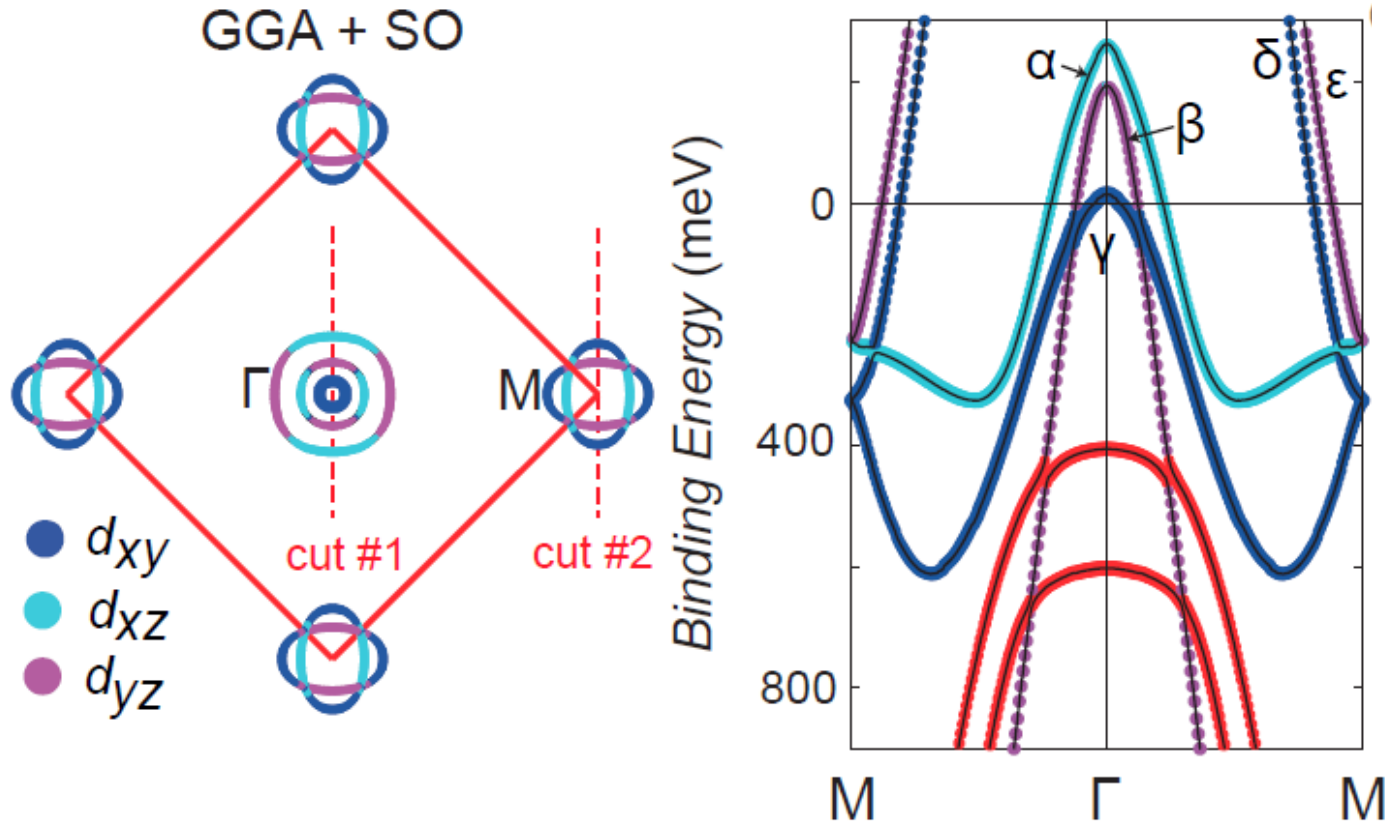 GGA + SO
Γ
M
cut #1
cut #2
dxy
dxz
dyz
Binding Energy (meV)
0
400
800
α
β
γ
δ
ε
M
Γ
M